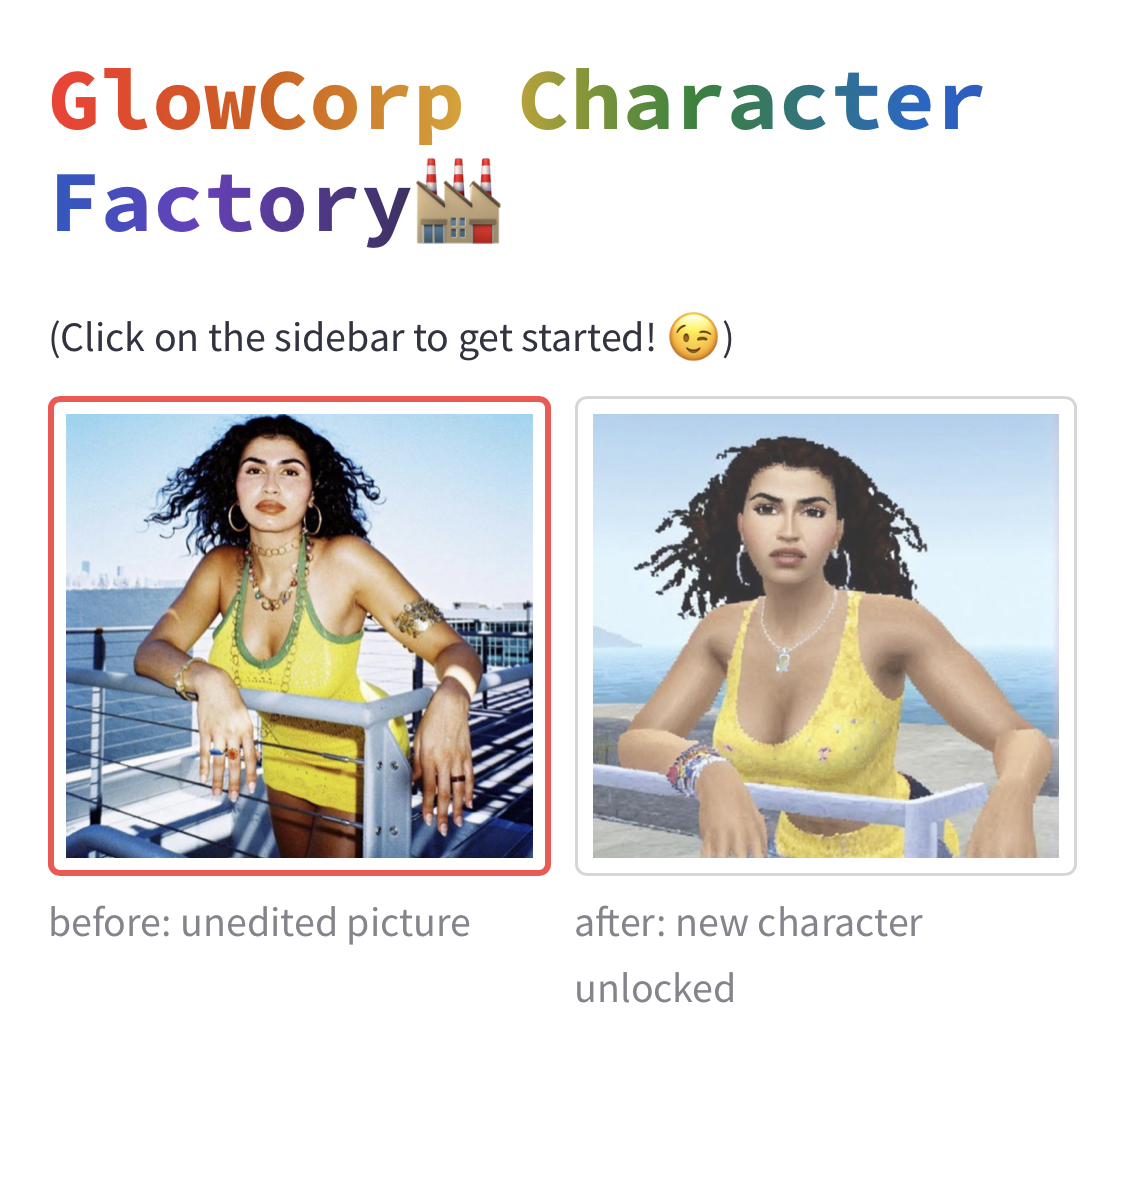 GlowCorp Character
Factory🏭
(Click on the sidebar to get started! 😉)
before: unedited picture
after: new character
unlocked